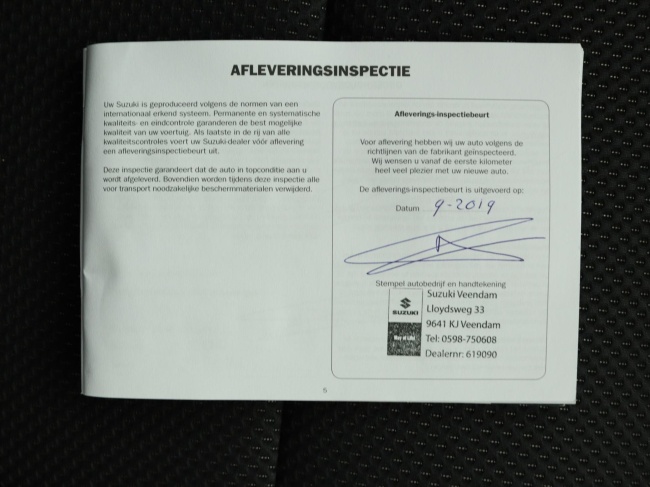 AFLEVERINGSINSPECTIE
Uw Suzuki is geproduceerd volgens de normen van een
internationaal erkend systeem. Permanente en systematische
kwaliteits- en eindcontrole garanderen de best mogelijke
kwaliteit van uw voertuig. Als laatste in de rij van alle
kwaliteitscontroles voert uw Suzuki-dealer vóór aflevering
een afleveringsinspectiebeurt uit.
Deze inspectie garandeert dat de auto in topconditie aan u
wordt afgeleverd. Bovendien worden tijdens deze inspectie alle
voor transport noodzakelijke beschermmaterialen verwijderd.
Afleverings-inspectiebeurt
Voor aflevering hebben wij uw auto volgens de
richtlijnen van de fabrikant geïnspecteerd.
Wij wensen u vanaf de eerste kilometer
heel veel plezier met uw nieuwe auto.
De afleverings-inspectiebeurt is uitgevoerd op:
Datum 9-2019
Stempel autobedrijf en handtekening
SUZUKI
Way of Life!
Suzuki Veendam
Lloydsweg 33
9641 KJ Veendam
Tel: 0598-750608
Dealernr: 619090
5